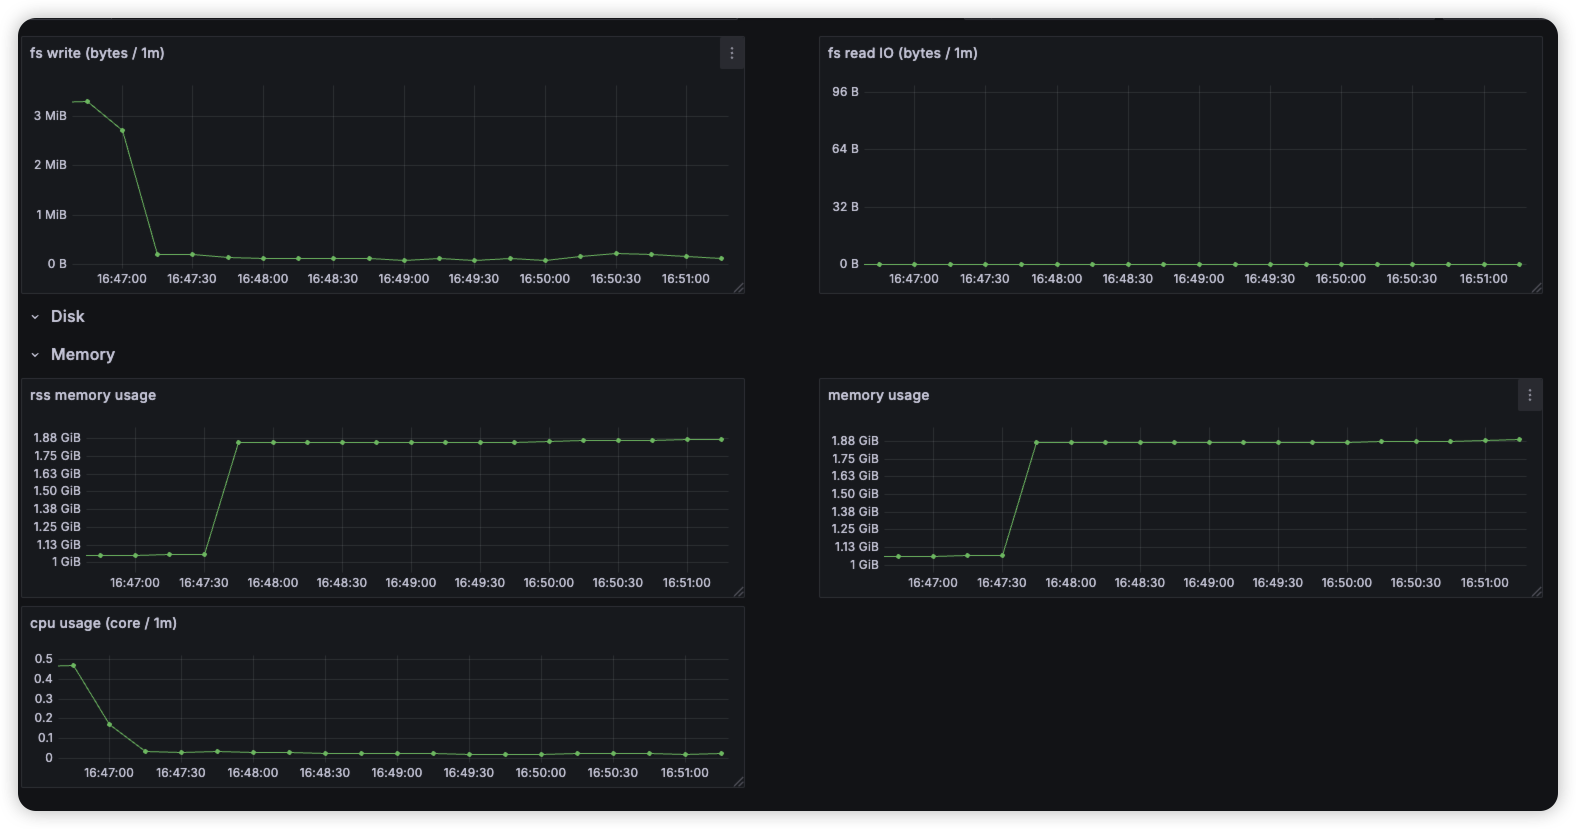 fs write (bytes / 1m)
3 MiB
2 MiB
1 MiB
0 B
16:47:00 16:47:30 16:48:00 16:48:30 16:49:00 16:49:30 16:50:00 16:50:30 16:51:00
fs read IO (bytes / 1m)
96 B
64 B
32 B
0 B
16:47:00 16:47:30 16:48:00 16:48:30 16:49:00 16:49:30 16:50:00 16:50:30 16:51:00
Disk
Memory
rss memory usage
1.88 GiB
1.75 GiB
1.63 GiB
1.50 GiB
1.38 GiB
1.25 GiB
1.13 GiB
1 GiB
16:47:00 16:47:30 16:48:00 16:48:30 16:49:00 16:49:30 16:50:00 16:50:30 16:51:00
memory usage
1.88 GiB
1.75 GiB
1.63 GiB
1.50 GiB
1.38 GiB
1.25 GiB
1.13 GiB
1 GiB
16:47:00 16:47:30 16:48:00 16:48:30 16:49:00 16:49:30 16:50:00 16:50:30 16:51:00
cpu usage (core / 1m)
0.5
0.4
0.3
0.2
0.1
0
16:47:00 16:47:30 16:48:00 16:48:30 16:49:00 16:49:30 16:50:00 16:50:30 16:51:00